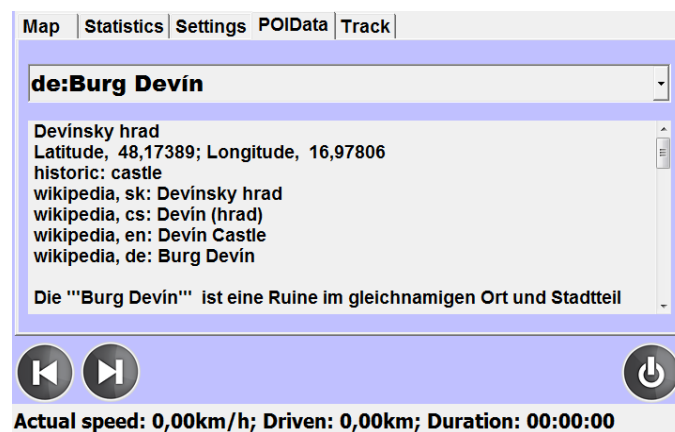 Map Statistics Settings POIData Track
de:Burg Devín
Devínsky hrad
Latitude, 48,17389; Longitude, 16,97806
historic: castle
wikipedia, sk: Devínsky hrad
wikipedia, cs: Devín (hrad)
wikipedia, en: Devín Castle
wikipedia, de: Burg Devín
Die '''Burg Devín''' ist eine Ruine im gleichnamigen Ort und Stadtteil
Actual speed: 0,00km/h; Driven: 0,00km; Duration: 00:00:00